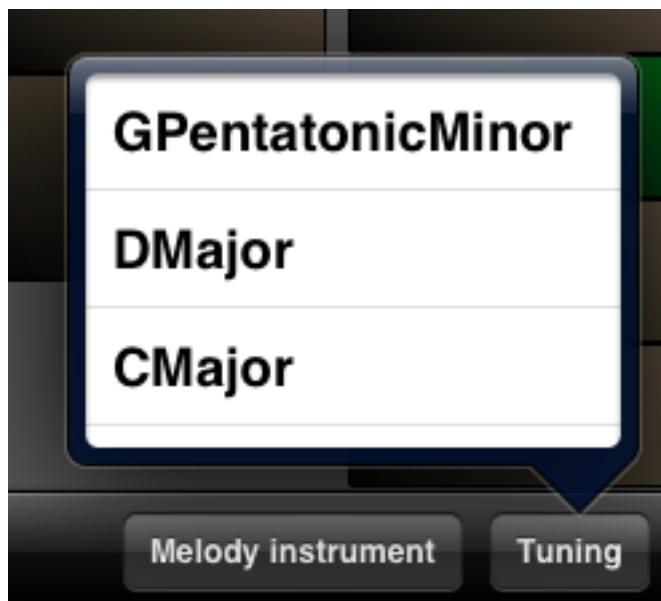 GPentatonicMinor
DMajor
CMajor
Melody instrument
Tuning